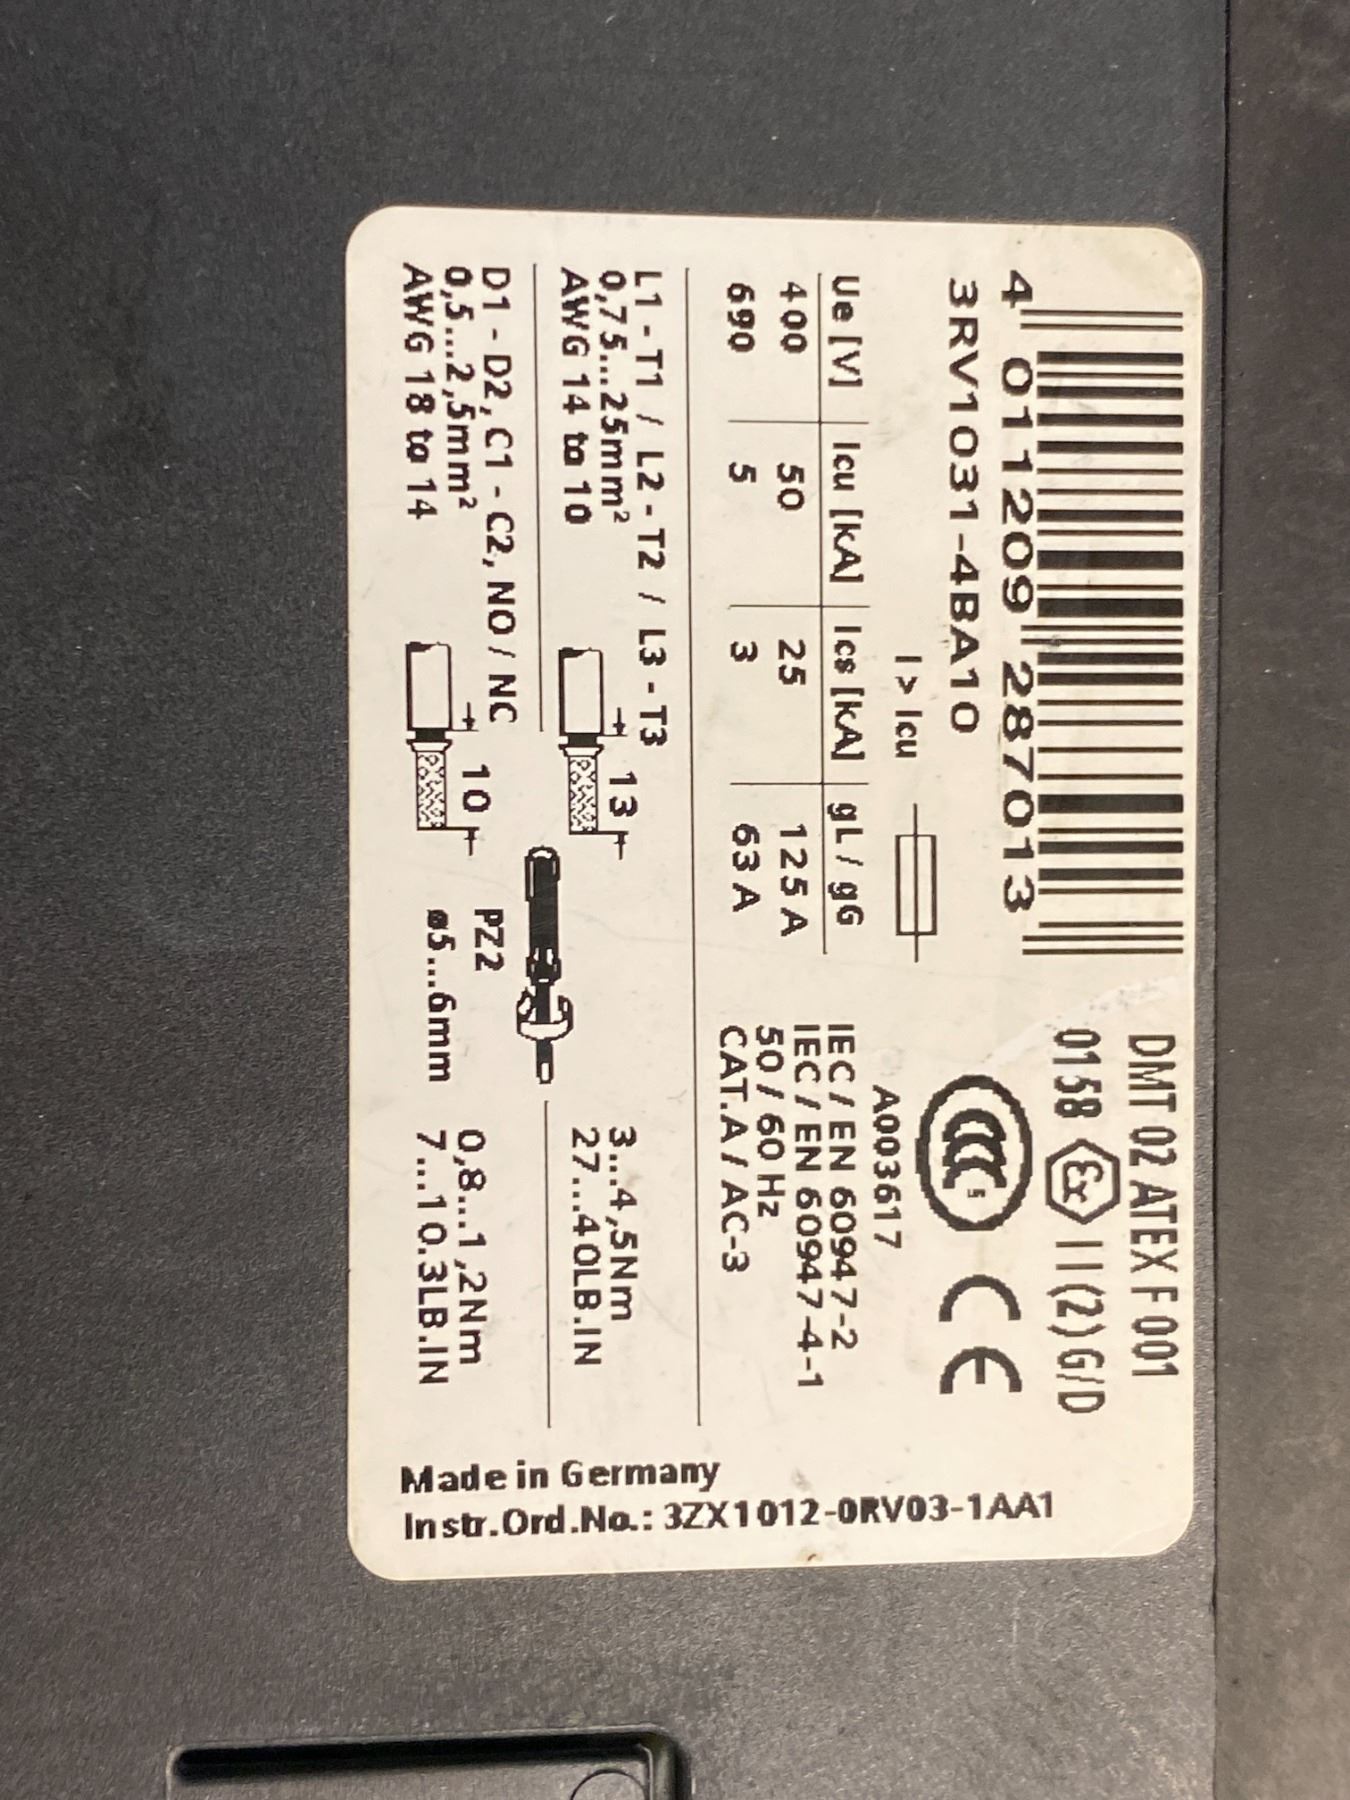 4 011209 287013
3RV1031-4BA10
I > Icu
Ue [V] Icu [kA] Ics [kA] gL / gG
400 50 25 125 A
690 5 3 63 A
DMT 02 ATEX F 001
0158 Ex II (2) G/D
CCC S CE
A003617
IEC / EN 60947-2
IEC / EN 60947-4-1
50 / 60 Hz
CAT. A / AC-3
L1 - T1 / L2 - T2 / L3 - T3
0,75...25mm²
AWG 14 to 10
13
3...4,5Nm
27...40LB.IN
D1 - D2, C1 - C2, NO / NC
0,5...2,5mm²
AWG 18 to 14
10
PZ2
ø5...6mm
0,8...1,2Nm
7...10.3LB.IN
Made in Germany
Instr.Ord.No.: 3ZX1012-0RV03-1AA1